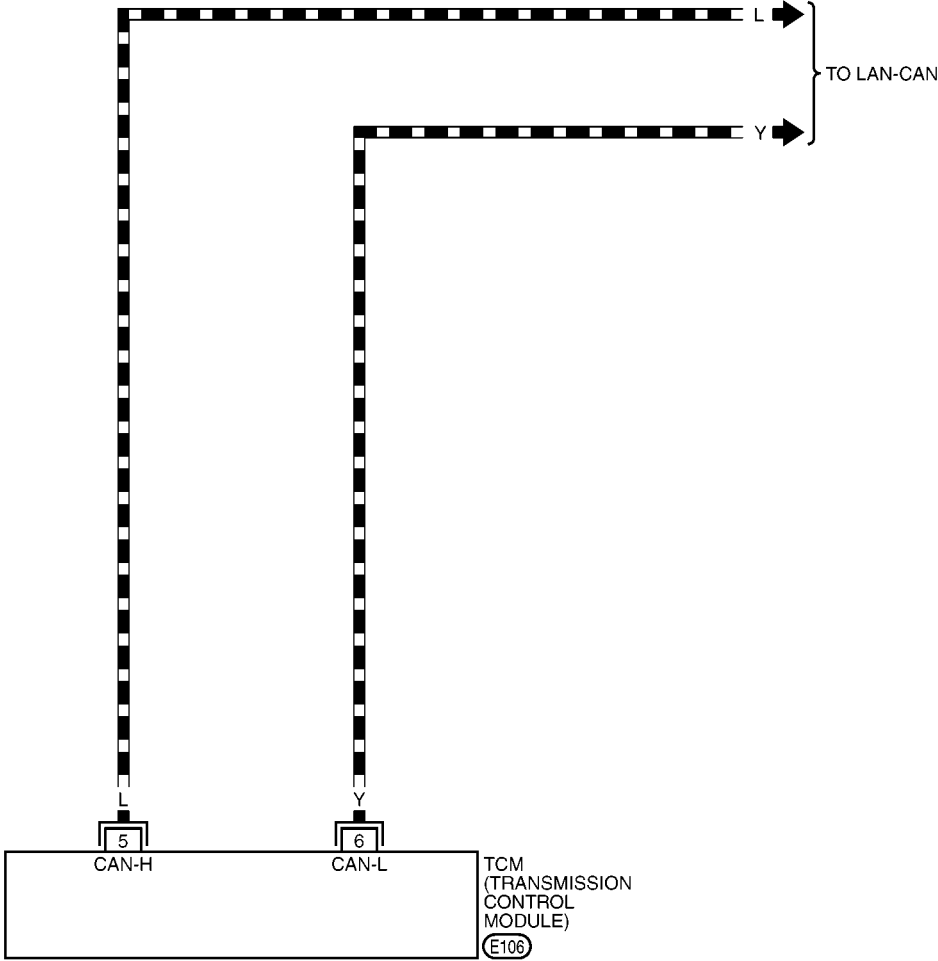 L
TO LAN-CAN
Y
L
Y
5
6
CAN-H
CAN-L
TCM
(TRANSMISSION
CONTROL
MODULE)
E106